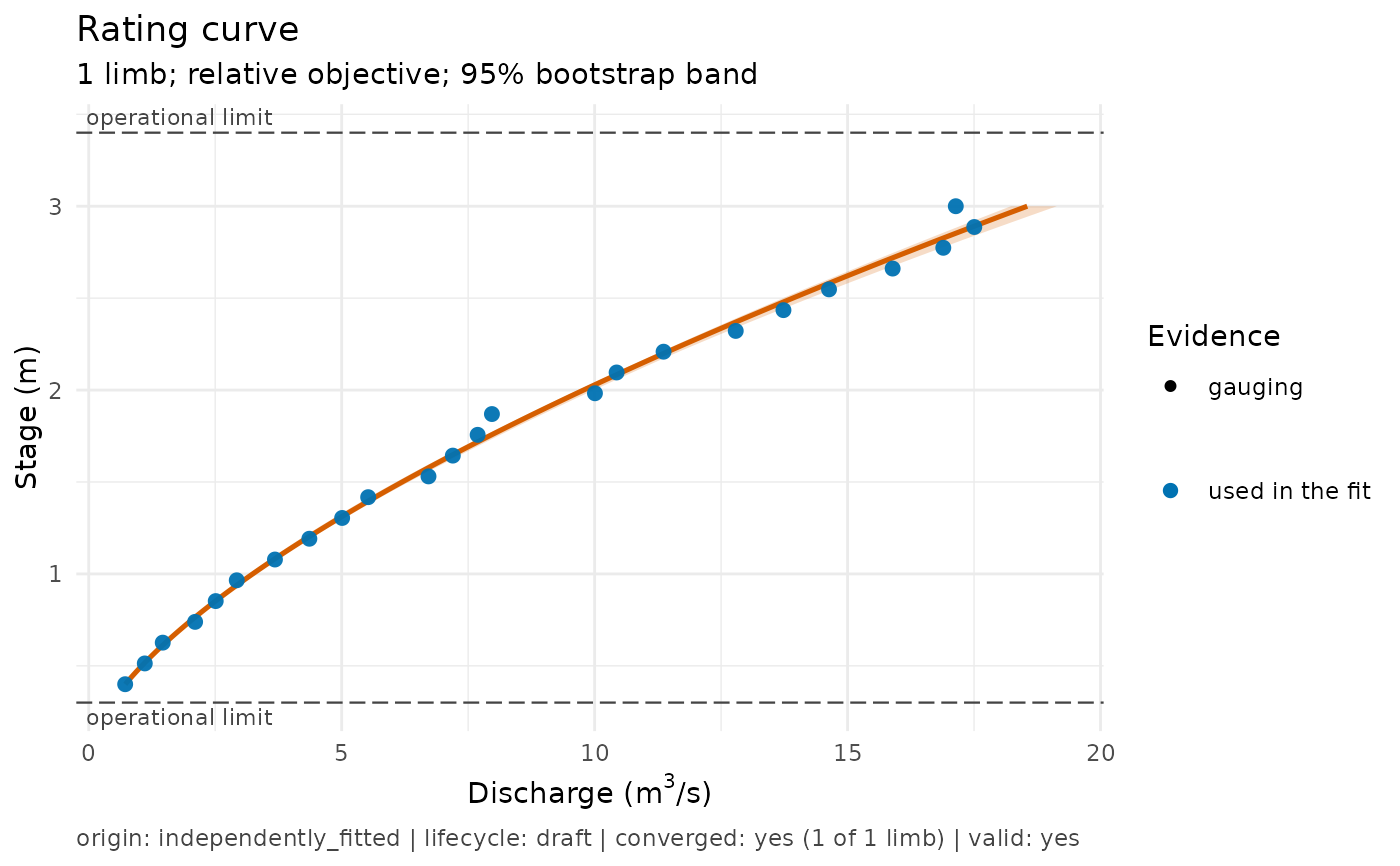 Rating curve
1 limb; relative objective; 95% bootstrap band
operational limit
3
2
1
operational limit
0 5 10 15 20
Stage (m)
Discharge (m³/s)
Evidence
gauging
used in the fit
origin: independently_fitted | lifecycle: draft | converged: yes (1 of 1 limb) | valid: yes